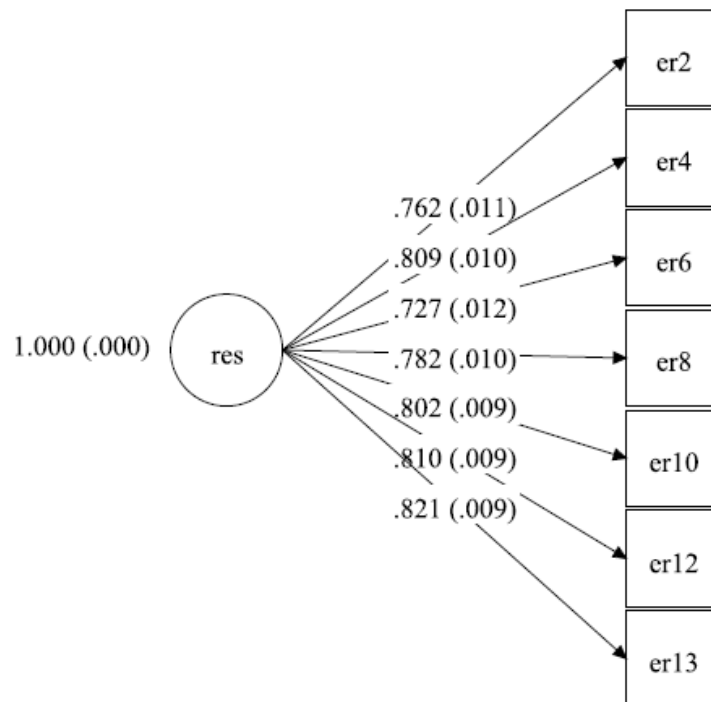 er2
er4
.762 (.011)
.809 (.010)
er6
.727 (.012)
1.000 (.000)
res
.782 (.010)
er8
.802 (.009)
.810 (.009)
er10
.821 (.009)
er12
er13